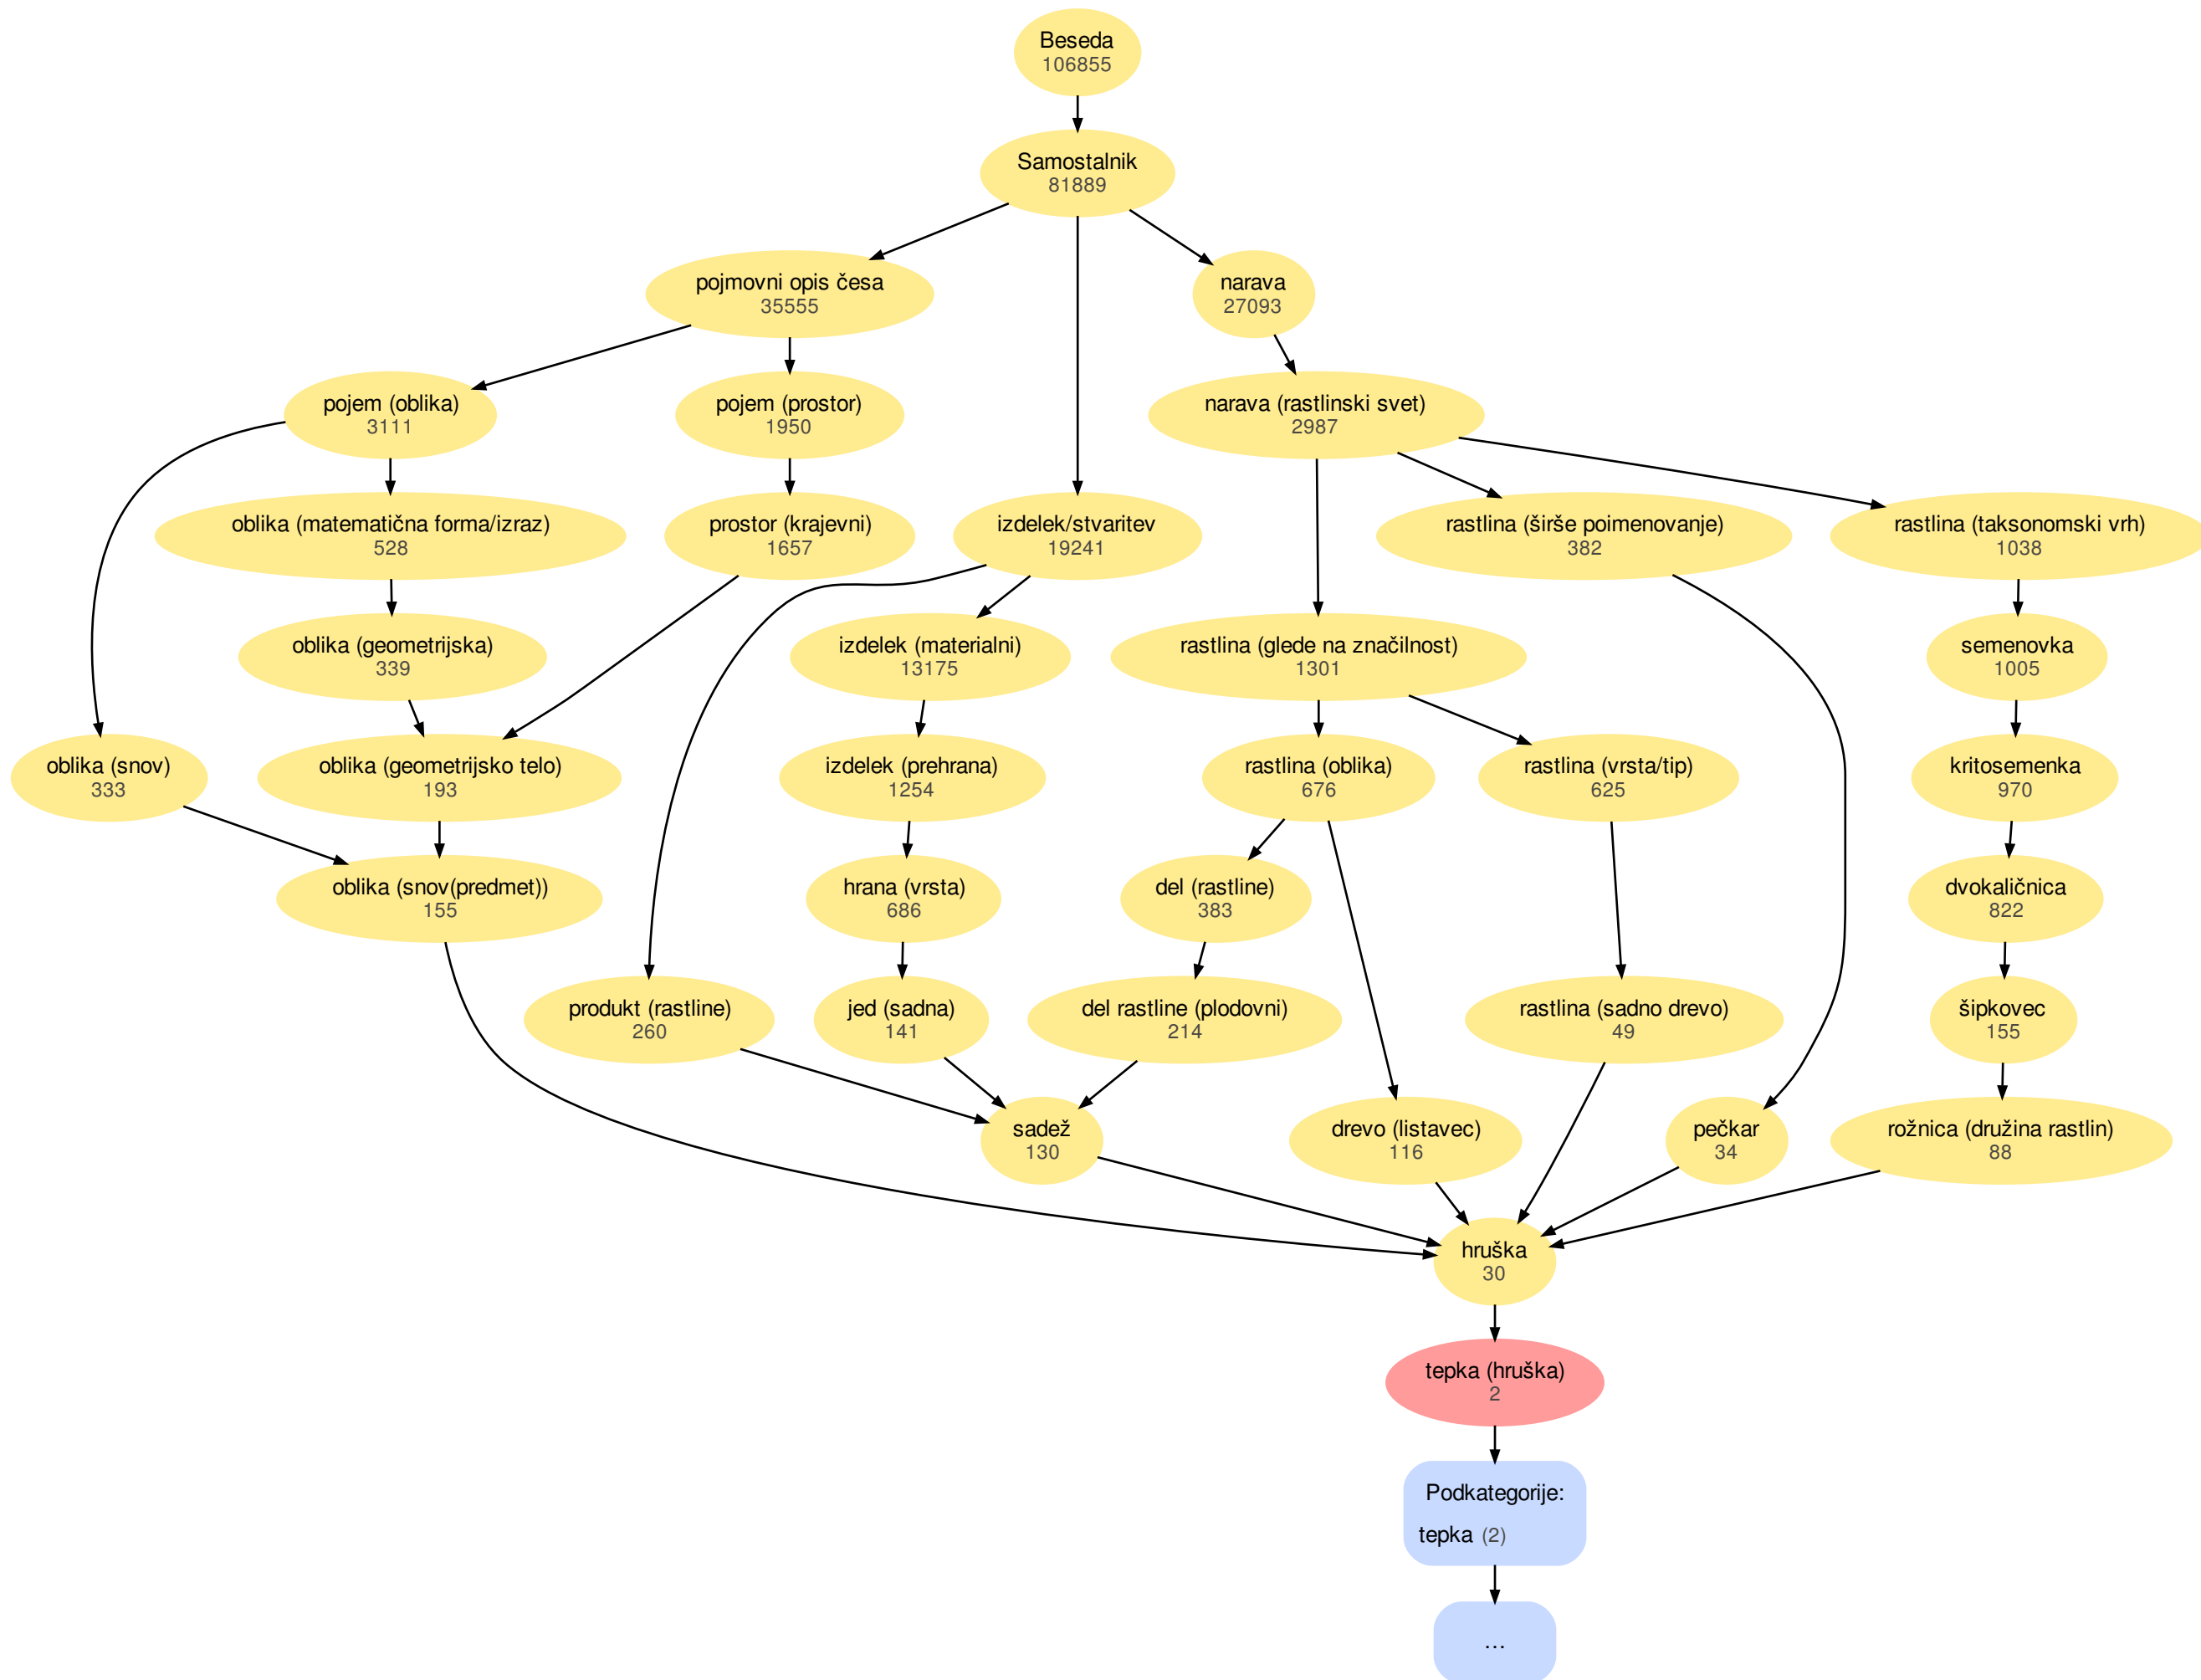 Beseda
106855
Samostalnik
81889
pojmovni opis česa
35555
narava
27093
pojem (oblika)
3111
pojem (prostor)
1950
narava (rastlinski svet)
2987
oblika (matematična forma/izraz)
528
prostor (krajevni)
1657
izdelek/stvaritev
19241
rastlina (širše poimenovanje)
382
rastlina (taksonomski vrh)
1038
oblika (geometrijska)
339
izdelek (materialni)
13175
rastlina (glede na značilnost)
1301
semenovka
1005
oblika (snov)
333
oblika (geometrijsko telo)
193
izdelek (prehrana)
1254
rastlina (oblika)
676
rastlina (vrsta/tip)
625
kritosemenka
970
oblika (snov(predmet))
155
hrana (vrsta)
686
del (rastline)
383
dvokaličnica
822
produkt (rastline)
260
jed (sadna)
141
del rastline (plodovni)
214
rastlina (sadno drevo)
49
šipkovec
155
sadež
130
drevo (listavec)
116
pečkar
34
rožnica (družina rastlin)
88
hruška
30
tepka (hruška)
2
Podkategorije:
tepka (2)
...